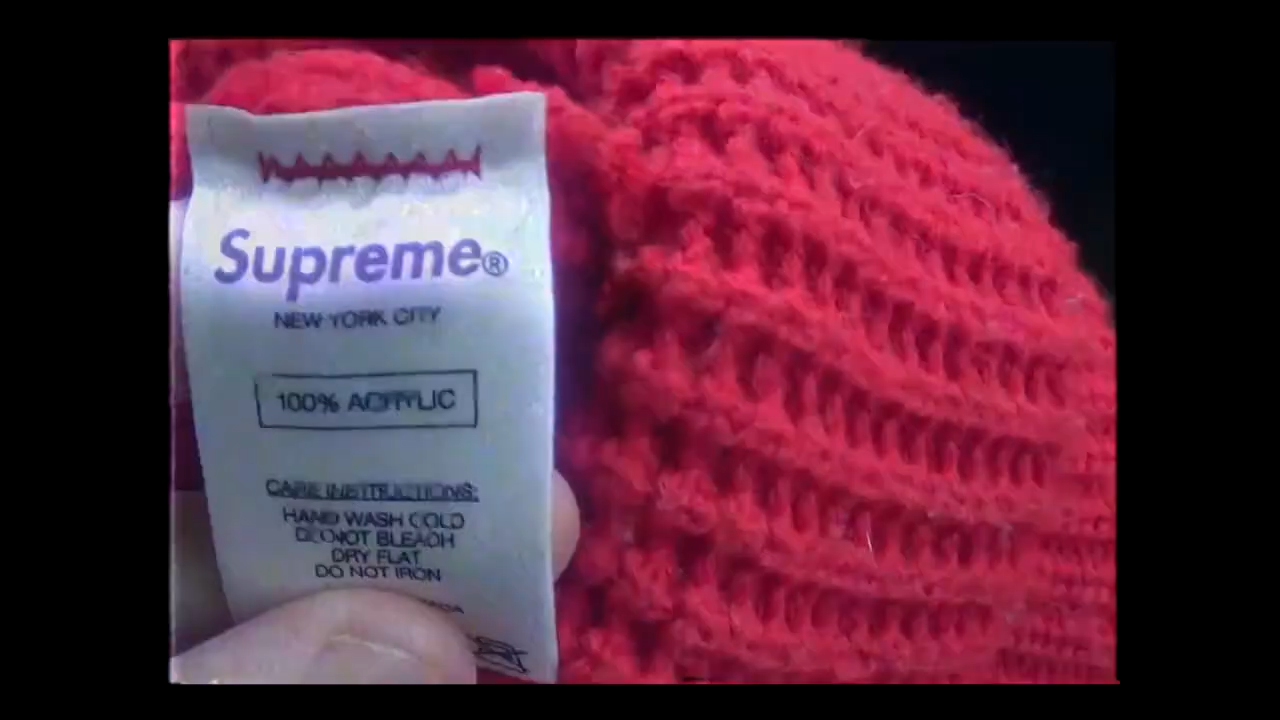 Supreme®
NEW YORK CITY
100% ACRYLIC
CARE INSTRUCTIONS:
HAND WASH COLD
DO NOT BLEACH
DRY FLAT
DO NOT IRON